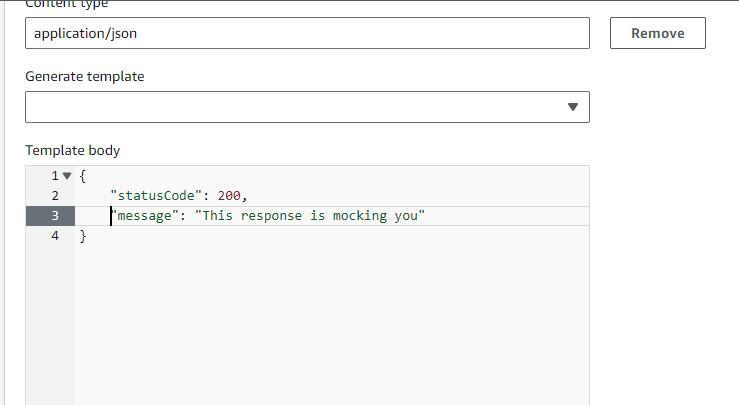 Content type
application/json
Remove
Generate template
Template body
1 {
2 "statusCode": 200,
3 "message": "This response is mocking you"
4 }